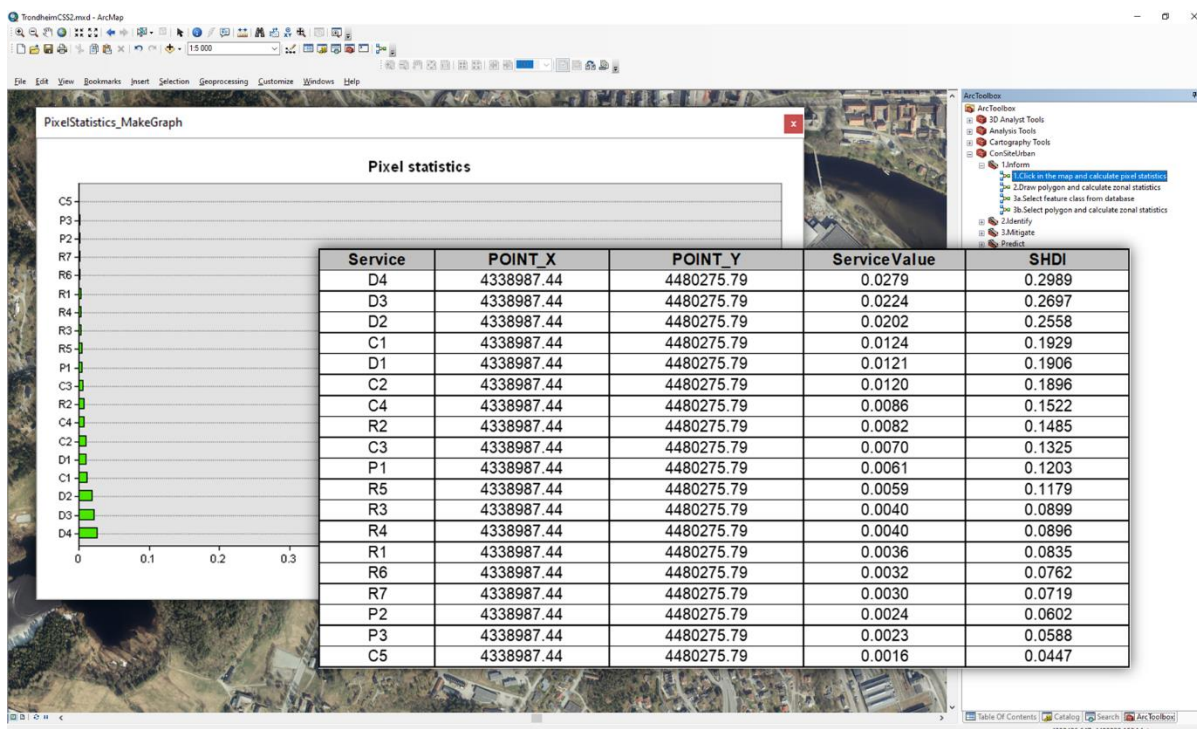 TrondheimCSS2.mxd - ArcMap
1:5 000
File Edit View Bookmarks Insert Selection Geoprocessing Customize Windows Help
PixelStatistics_MakeGraph
x
Pixel statistics
C5
P3
P2
R7
R6
R1
R4
R3
R5
P1
C3
R2
C4
C2
D1
C1
D2
D3
D4
0 0.1 0.2 0.3
Service POINT_X POINT_Y ServiceValue SHDI
D4 4338987.44 4480275.79 0.0279 0.2989
D3 4338987.44 4480275.79 0.0224 0.2697
D2 4338987.44 4480275.79 0.0202 0.2558
C1 4338987.44 4480275.79 0.0124 0.1929
D1 4338987.44 4480275.79 0.0121 0.1906
C2 4338987.44 4480275.79 0.0120 0.1896
C4 4338987.44 4480275.79 0.0086 0.1522
R2 4338987.44 4480275.79 0.0082 0.1485
C3 4338987.44 4480275.79 0.0070 0.1325
P1 4338987.44 4480275.79 0.0061 0.1203
R5 4338987.44 4480275.79 0.0059 0.1179
R3 4338987.44 4480275.79 0.0040 0.0899
R4 4338987.44 4480275.79 0.0040 0.0896
R1 4338987.44 4480275.79 0.0036 0.0835
R6 4338987.44 4480275.79 0.0032 0.0762
R7 4338987.44 4480275.79 0.0030 0.0719
P2 4338987.44 4480275.79 0.0024 0.0602
P3 4338987.44 4480275.79 0.0023 0.0588
C5 4338987.44 4480275.79 0.0016 0.0447
ArcToolbox
ArcToolbox
3D Analyst Tools
Analysis Tools
Cartography Tools
ConSiteUrban
1.Inform
1.Click in the map and calculate pixel statistics
2.Draw polygon and calculate zonal statistics
3a.Select feature class from database
3b.Select polygon and calculate zonal statistics
2.Identify
3.Mitigate
Predict
Table Of Contents Catalog Search ArcToolbox